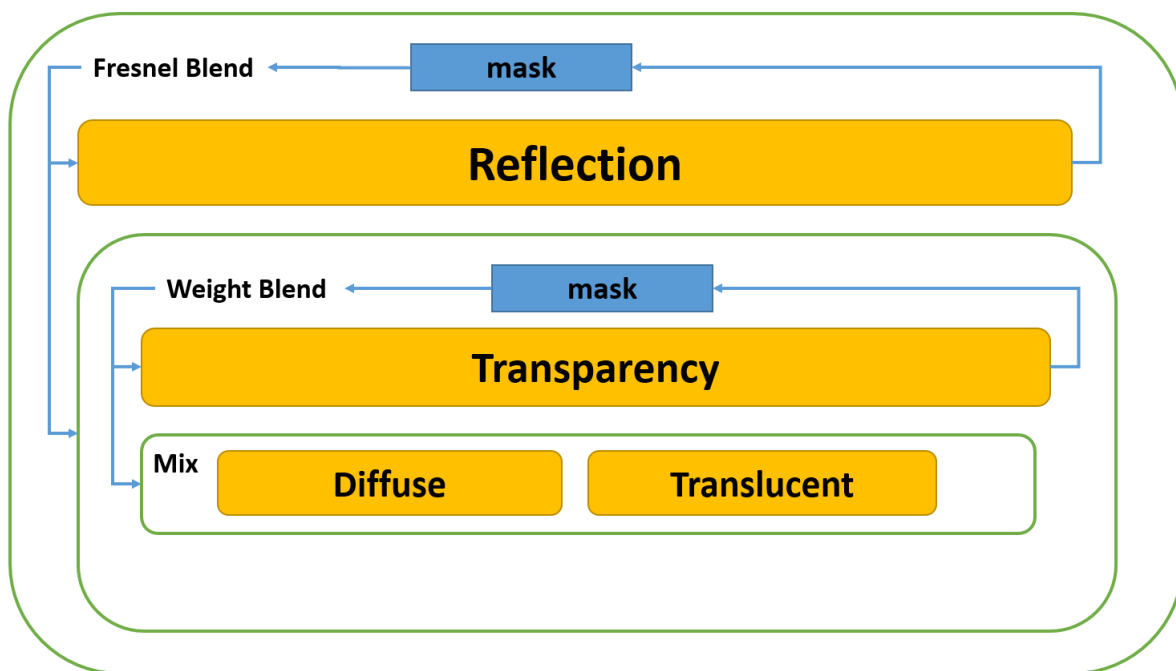 Fresnel Blend
mask
Reflection
Weight Blend
mask
Transparency
Mix
Diffuse
Translucent